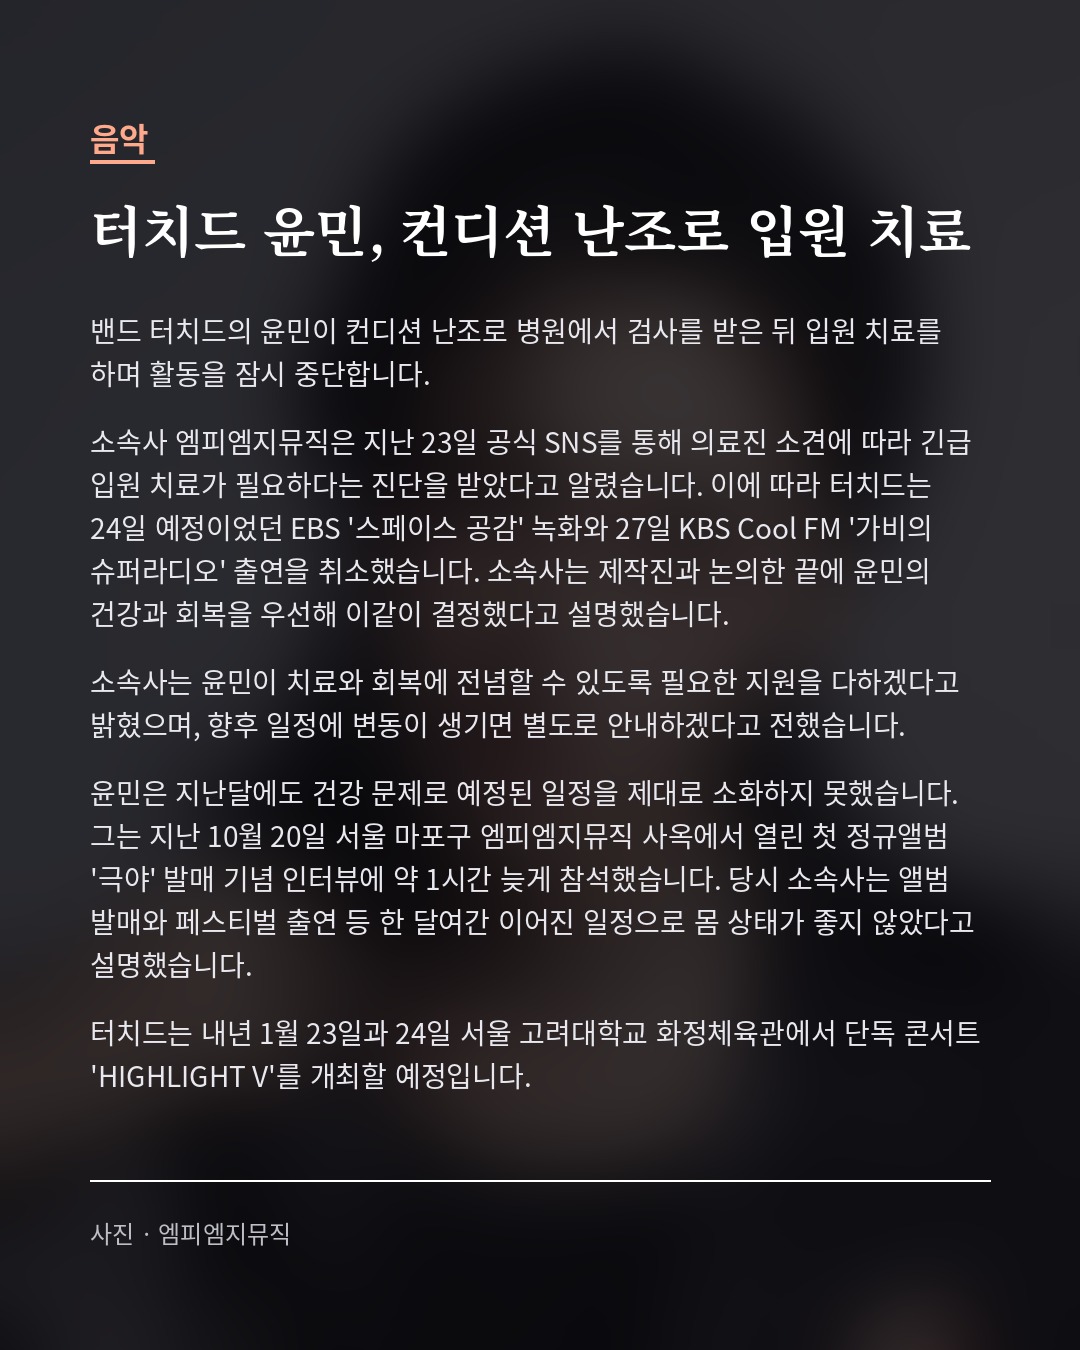 음악
터치드 윤민, 컨디션 난조로 입원 치료
밴드 터치드의 윤민이 컨디션 난조로 병원에서 검사를 받은 뒤 입원 치료를
하며 활동을 잠시 중단합니다.
소속사 엠피엠지뮤직은 지난 23일 공식 SNS를 통해 의료진 소견에 따라 긴급
입원 치료가 필요하다는 진단을 받았다고 알렸습니다. 이에 따라 터치드는
24일 예정이었던 EBS '스페이스 공감' 녹화와 27일 KBS Cool FM '가비의
슈퍼라디오' 출연을 취소했습니다. 소속사는 제작진과 논의한 끝에 윤민의
건강과 회복을 우선해 이같이 결정했다고 설명했습니다.
소속사는 윤민이 치료와 회복에 전념할 수 있도록 필요한 지원을 다하겠다고
밝혔으며, 향후 일정에 변동이 생기면 별도로 안내하겠다고 전했습니다.
윤민은 지난달에도 건강 문제로 예정된 일정을 제대로 소화하지 못했습니다.
그는 지난 10월 20일 서울 마포구 엠피엠지뮤직 사옥에서 열린 첫 정규앨범
'극야' 발매 기념 인터뷰에 약 1시간 늦게 참석했습니다. 당시 소속사는 앨범
발매와 페스티벌 출연 등 한 달여간 이어진 일정으로 몸 상태가 좋지 않았다고
설명했습니다.
터치드는 내년 1월 23일과 24일 서울 고려대학교 화정체육관에서 단독 콘서트
'HIGHLIGHT V'를 개최할 예정입니다.
사진 · 엠피엠지뮤직